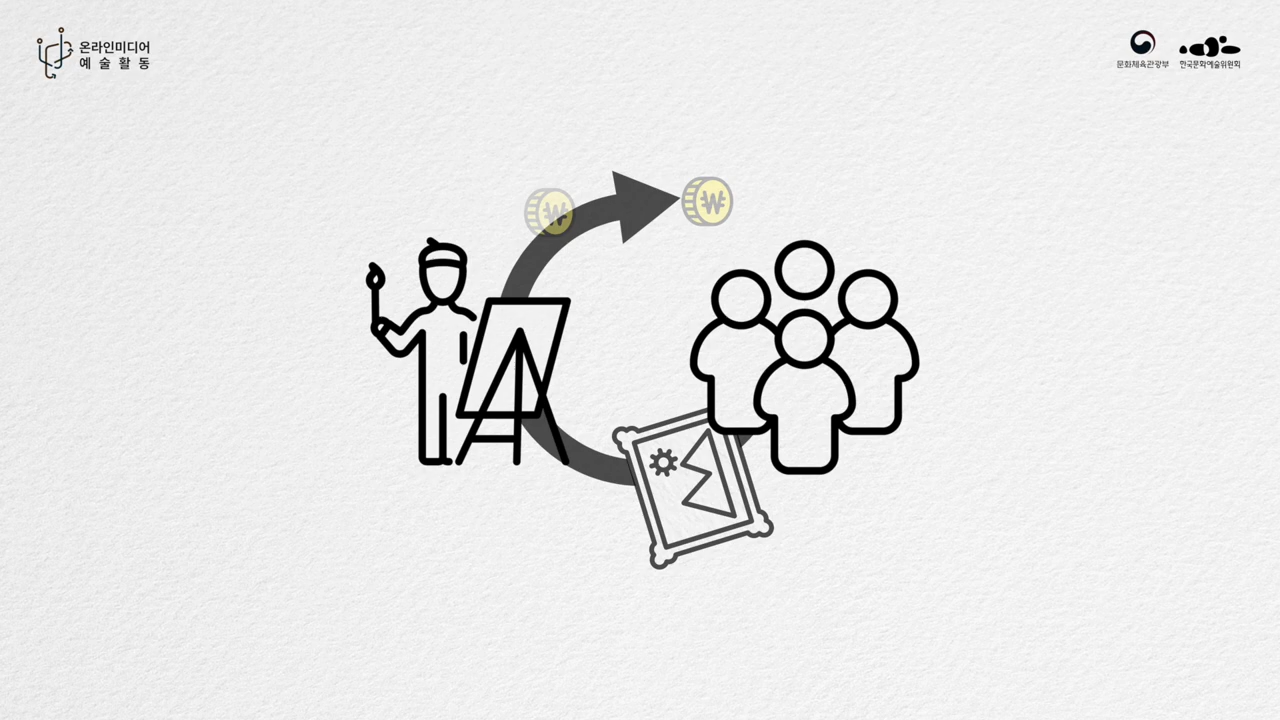 온라인미디어
예 술 활 동
문화체육관광부
한국문화예술위원회
₩
₩